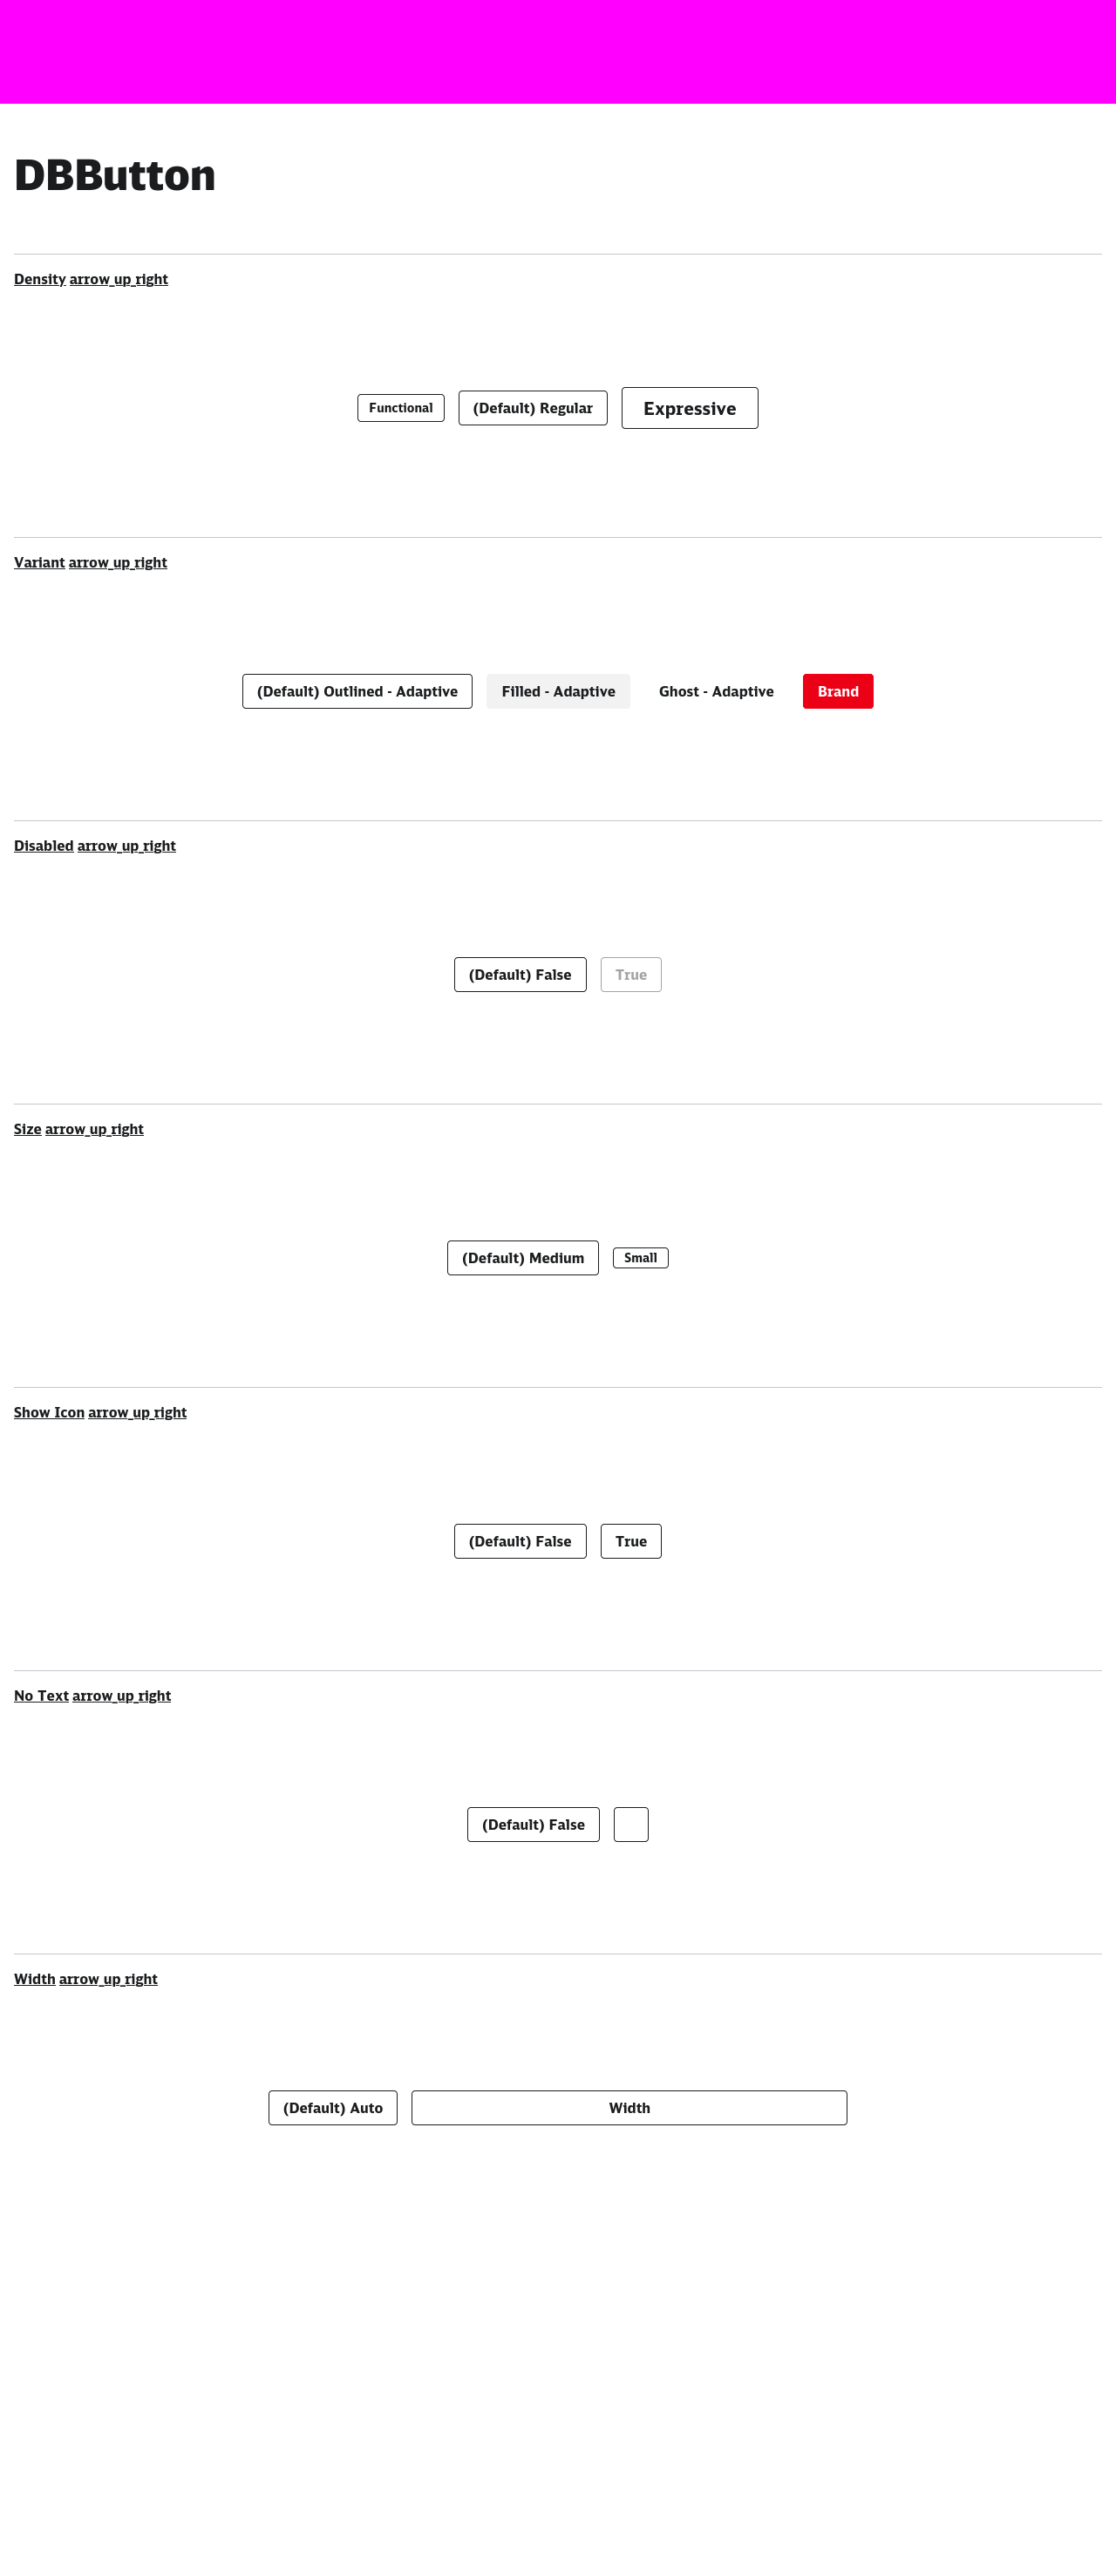 DBButton
Density arrow_up_right
Functional (Default) Regular Expressive
Variant arrow_up_right
(Default) Outlined - Adaptive Filled - Adaptive Ghost - Adaptive Brand
Disabled arrow_up_right
(Default) False True
Size arrow_up_right
(Default) Medium Small
Show Icon arrow_up_right
(Default) False True
No Text arrow_up_right
(Default) False
Width arrow_up_right
(Default) Auto Width